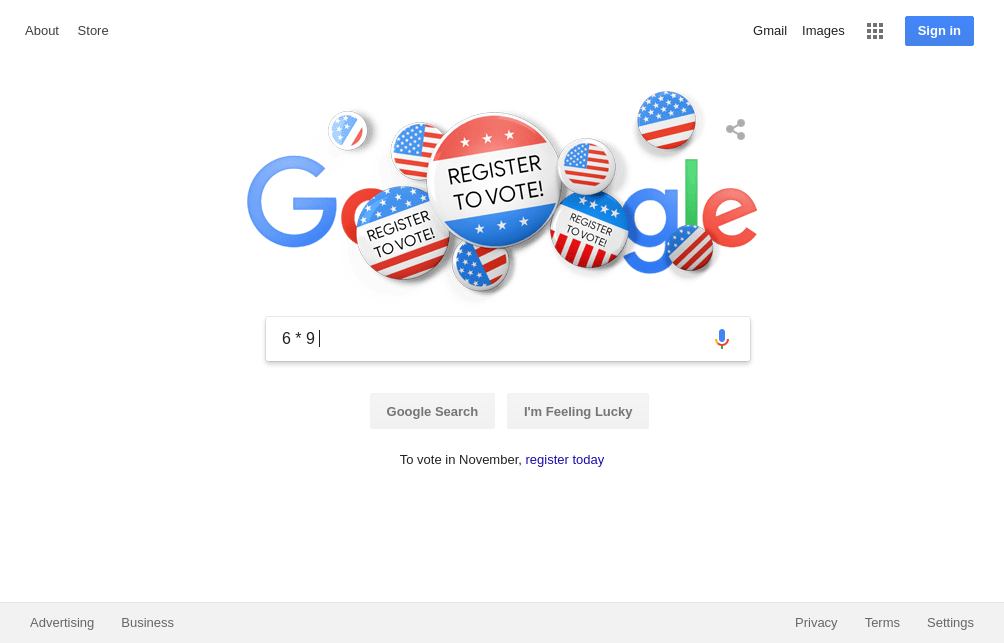 About Store
Gmail Images Sign in
REGISTER
TO VOTE!
REGISTER
TO VOTE!
REGISTER
TO VOTE!
G gle
6 * 9
Google Search I'm Feeling Lucky
To vote in November, register today
Advertising Business
Privacy Terms Settings